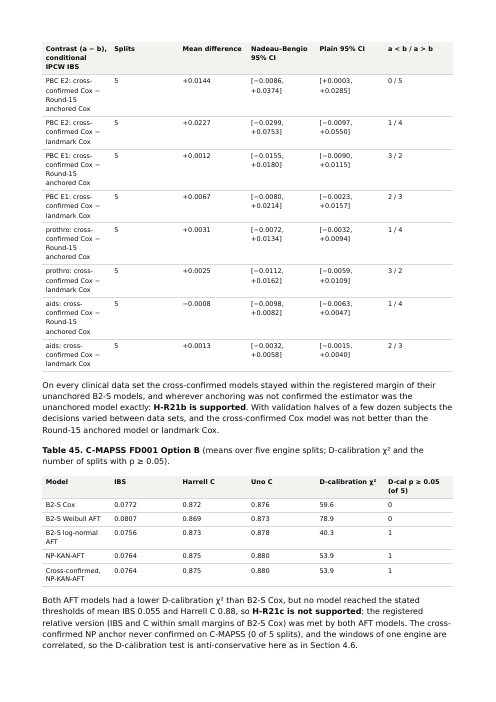 Contrast (a − b), conditional IPCW IBS | Splits | Mean difference | Nadeau–Bengio 95% CI | Plain 95% CI | a < b / a > b
PBC E2: cross-confirmed Cox − Round-15 anchored Cox | 5 | +0.0144 | [−0.0086, +0.0374] | [+0.0003, +0.0285] | 0 / 5
PBC E2: cross-confirmed Cox − landmark Cox | 5 | +0.0227 | [−0.0299, +0.0753] | [−0.0097, +0.0550] | 1 / 4
PBC E1: cross-confirmed Cox − Round-15 anchored Cox | 5 | +0.0012 | [−0.0155, +0.0180] | [−0.0090, +0.0115] | 3 / 2
PBC E1: cross-confirmed Cox − landmark Cox | 5 | +0.0067 | [−0.0080, +0.0214] | [−0.0023, +0.0157] | 2 / 3
prothro: cross-confirmed Cox − Round-15 anchored Cox | 5 | +0.0031 | [−0.0072, +0.0134] | [−0.0032, +0.0094] | 1 / 4
prothro: cross-confirmed Cox − landmark Cox | 5 | +0.0025 | [−0.0112, +0.0162] | [−0.0059, +0.0109] | 3 / 2
aids: cross-confirmed Cox − Round-15 anchored Cox | 5 | −0.0008 | [−0.0098, +0.0082] | [−0.0063, +0.0047] | 1 / 4
aids: cross-confirmed Cox − landmark Cox | 5 | +0.0013 | [−0.0032, +0.0058] | [−0.0015, +0.0040] | 2 / 3
On every clinical data set the cross-confirmed models stayed within the registered margin of their
unanchored B2-S models, and wherever anchoring was not confirmed the estimator was the
unanchored model exactly: H-R21b is supported. With validation halves of a few dozen subjects the
decisions varied between data sets, and the cross-confirmed Cox model was not better than the
Round-15 anchored model or landmark Cox.
Table 45. C-MAPSS FD001 Option B (means over five engine splits; D-calibration χ² and the
number of splits with p ≥ 0.05).
Model | IBS | Harrell C | Uno C | D-calibration χ² | D-cal p ≥ 0.05 (of 5)
B2-S Cox | 0.0772 | 0.872 | 0.876 | 59.6 | 0
B2-S Weibull AFT | 0.0807 | 0.869 | 0.873 | 78.9 | 0
B2-S log-normal AFT | 0.0756 | 0.873 | 0.878 | 40.3 | 1
NP-KAN-AFT | 0.0764 | 0.875 | 0.880 | 53.9 | 1
Cross-confirmed, NP-KAN-AFT | 0.0764 | 0.875 | 0.880 | 53.9 | 1
Both AFT models had a lower D-calibration χ² than B2-S Cox, but no model reached the stated
thresholds of mean IBS 0.055 and Harrell C 0.88, so H-R21c is not supported; the registered
relative version (IBS and C within small margins of B2-S Cox) was met by both AFT models. The cross-
confirmed NP anchor never confirmed on C-MAPSS (0 of 5 splits), and the windows of one engine are
correlated, so the D-calibration test is anti-conservative here as in Section 4.6.